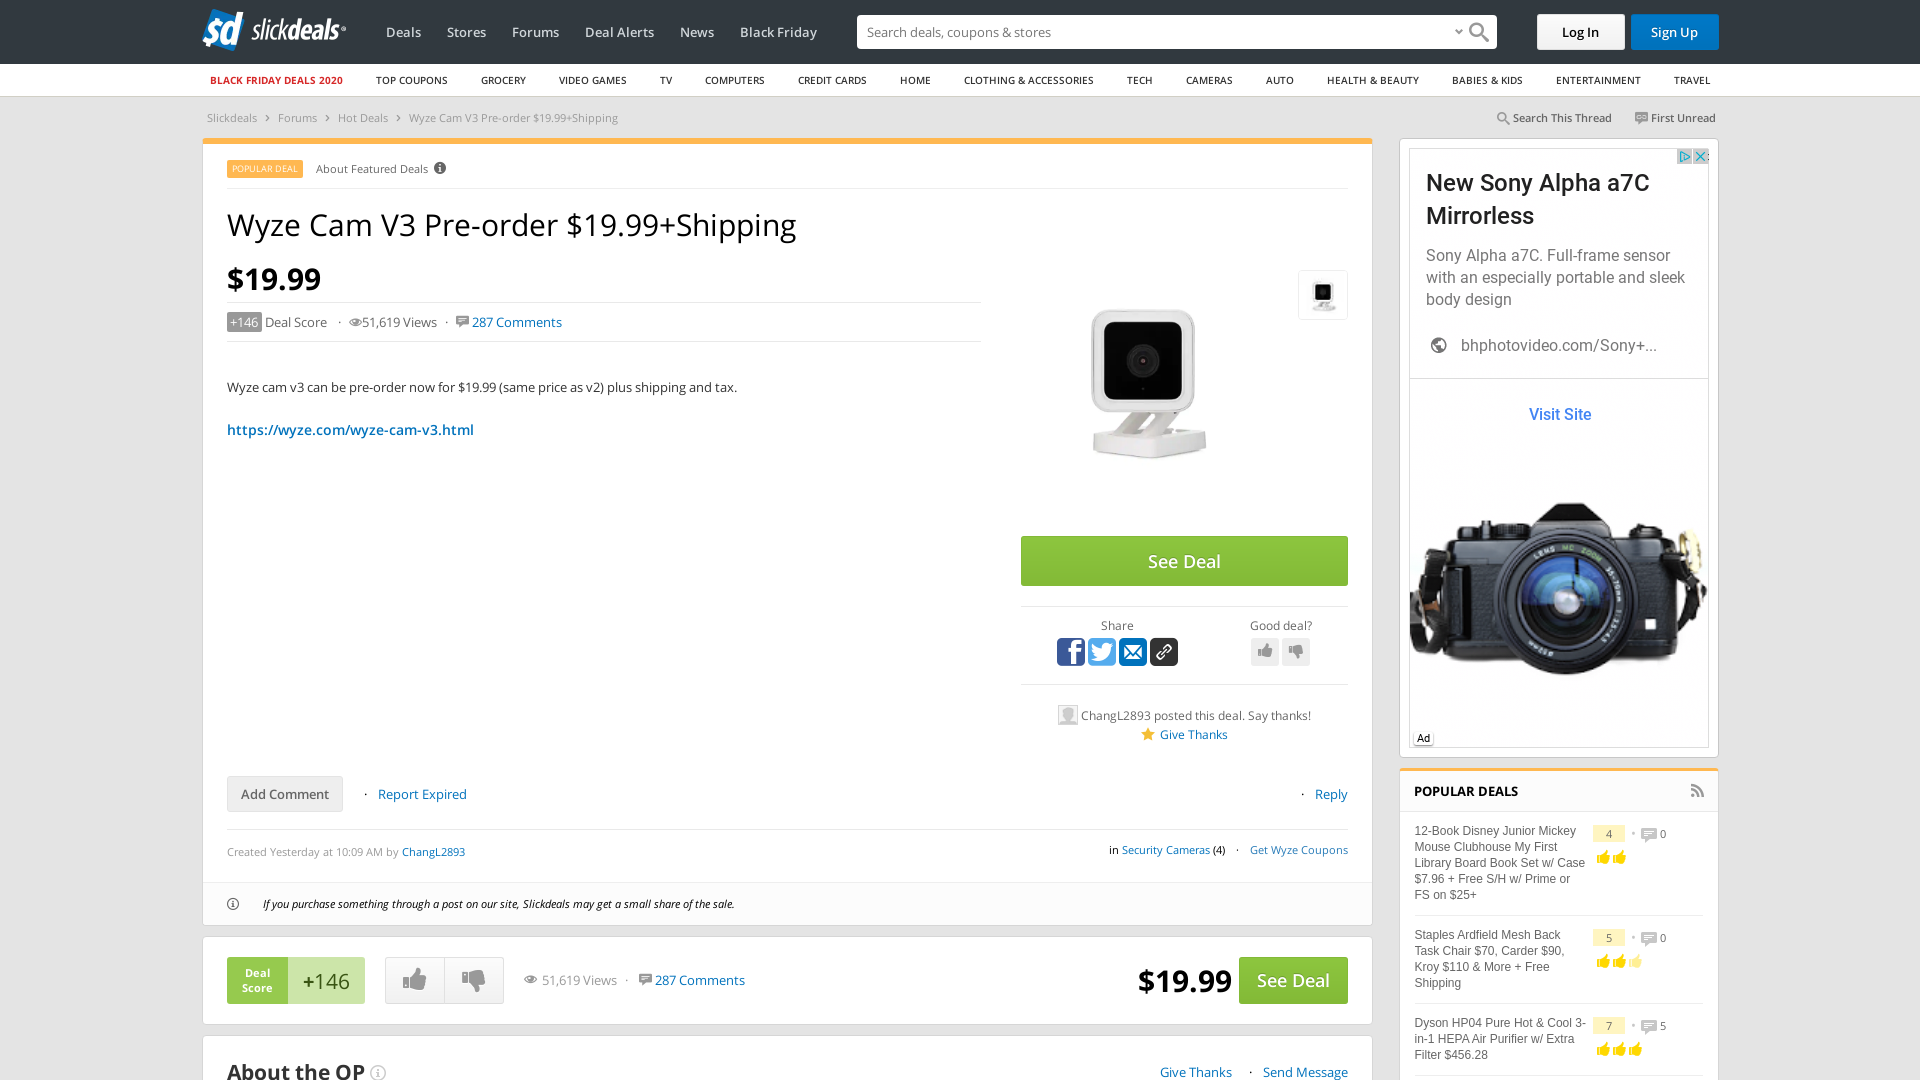 sd slickdeals®
Deals
Stores
Forums
Deal Alerts
News
Black Friday
Search deals, coupons & stores
Log In
Sign Up
BLACK FRIDAY DEALS 2020
TOP COUPONS
GROCERY
VIDEO GAMES
TV
COMPUTERS
CREDIT CARDS
HOME
CLOTHING & ACCESSORIES
TECH
CAMERAS
AUTO
HEALTH & BEAUTY
BABIES & KIDS
ENTERTAINMENT
TRAVEL
Slickdeals > Forums > Hot Deals > Wyze Cam V3 Pre-order $19.99+Shipping
Search This Thread
First Unread
POPULAR DEAL
About Featured Deals
Wyze Cam V3 Pre-order $19.99+Shipping
$19.99
+146 Deal Score · 51,619 Views · 287 Comments
Wyze cam v3 can be pre-order now for $19.99 (same price as v2) plus shipping and tax.
https://wyze.com/wyze-cam-v3.html
See Deal
Share
Good deal?
ChangL2893 posted this deal. Say thanks!
Give Thanks
Add Comment
· Report Expired
· Reply
Created Yesterday at 10:09 AM by ChangL2893
in Security Cameras (4) · Get Wyze Coupons
If you purchase something through a post on our site, Slickdeals may get a small share of the sale.
Deal
Score
+146
51,619 Views · 287 Comments
$19.99
See Deal
About the OP
Give Thanks · Send Message
New Sony Alpha a7C
Mirrorless
Sony Alpha a7C. Full-frame sensor
with an especially portable and sleek
body design
bhphotovideo.com/Sony+...
Visit Site
LENS MC ZOOM
Ad
POPULAR DEALS
12-Book Disney Junior Mickey
Mouse Clubhouse My First
Library Board Book Set w/ Case
$7.96 + Free S/H w/ Prime or
FS on $25+
4 • 0
Staples Ardfield Mesh Back
Task Chair $70, Carder $90,
Kroy $110 & More + Free
Shipping
5 • 0
Dyson HP04 Pure Hot & Cool 3-
in-1 HEPA Air Purifier w/ Extra
Filter $456.28
7 • 5